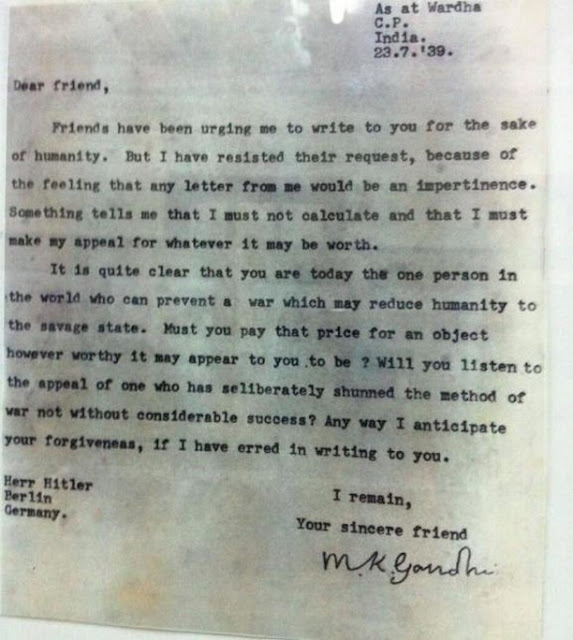 As at Wardha
C.P.
India.
23.7.'39.
Dear friend,
Friends have been urging me to write to you for the sake
of humanity. But I have resisted their request, because of
the feeling that any letter from me would be an impertinence.
Something tells me that I must not calculate and that I must
make my appeal for whatever it may be worth.
It is quite clear that you are today the one person in
the world who can prevent a war which may reduce humanity to
the savage state. Must you pay that price for an object
however worthy it may appear to you to be ? Will you listen to
the appeal of one who has seliberately shunned the method of
war not without considerable success? Any way I anticipate
your forgiveness, if I have erred in writing to you.
Herr Hitler
Berlin
Germany.
I remain,
Your sincere friend
M.K.Gandhi